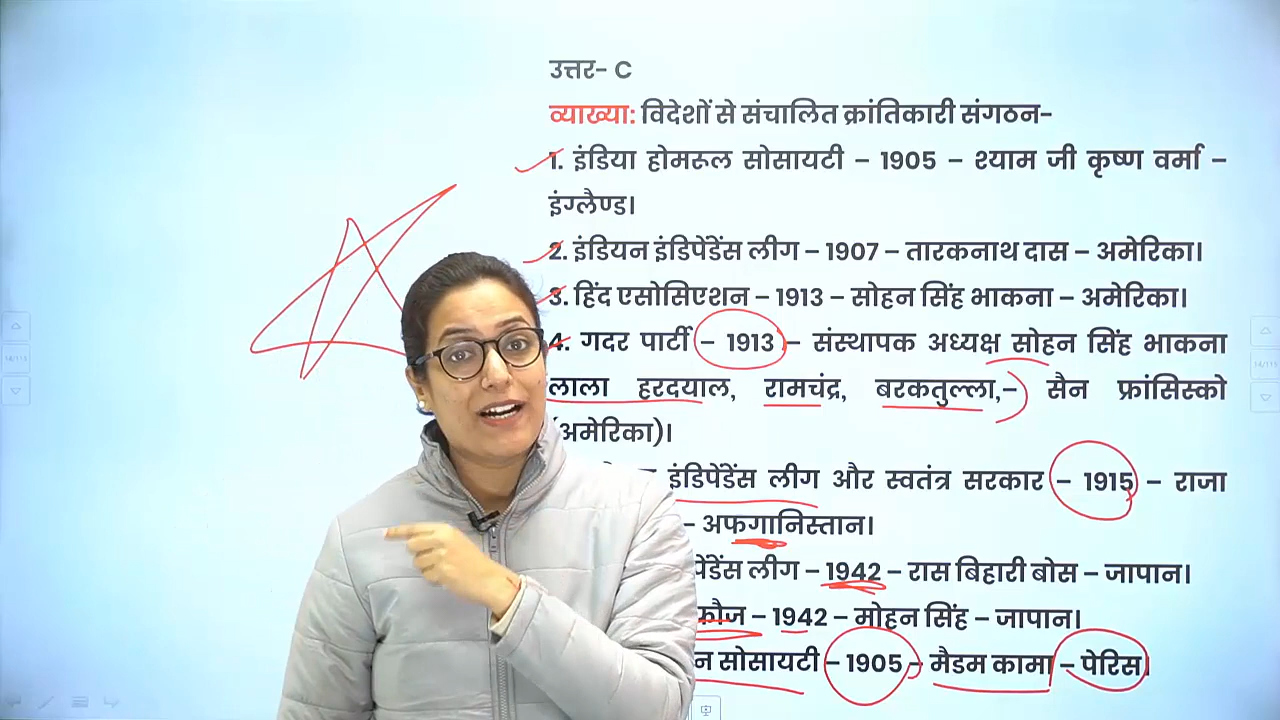 उत्तर- C
व्याख्या: विदेशों से संचालित क्रांतिकारी संगठन-
1. इंडिया होमरूल सोसायटी – 1905 – श्याम जी कृष्ण वर्मा –
इंग्लैण्ड।
2. इंडियन इंडिपेंडेंस लीग – 1907 – तारकनाथ दास – अमेरिका।
3. हिंद एसोसिएशन – 1913 – सोहन सिंह भाकना – अमेरिका।
4. गदर पार्टी – 1913 – संस्थापक अध्यक्ष सोहन सिंह भाकना
लाला हरदयाल, रामचंद्र, बरकतुल्ला,- सैन फ्रांसिस्को
(अमेरिका)।
इंडिपेंडेंस लीग और स्वतंत्र सरकार – 1915 – राजा
– अफगानिस्तान।
लीग – 1942 – रास बिहारी बोस – जापान।
फ़ौज – 1942 – मोहन सिंह – जापान।
सोसायटी – 1905 – मैडम कामा – पेरिस।